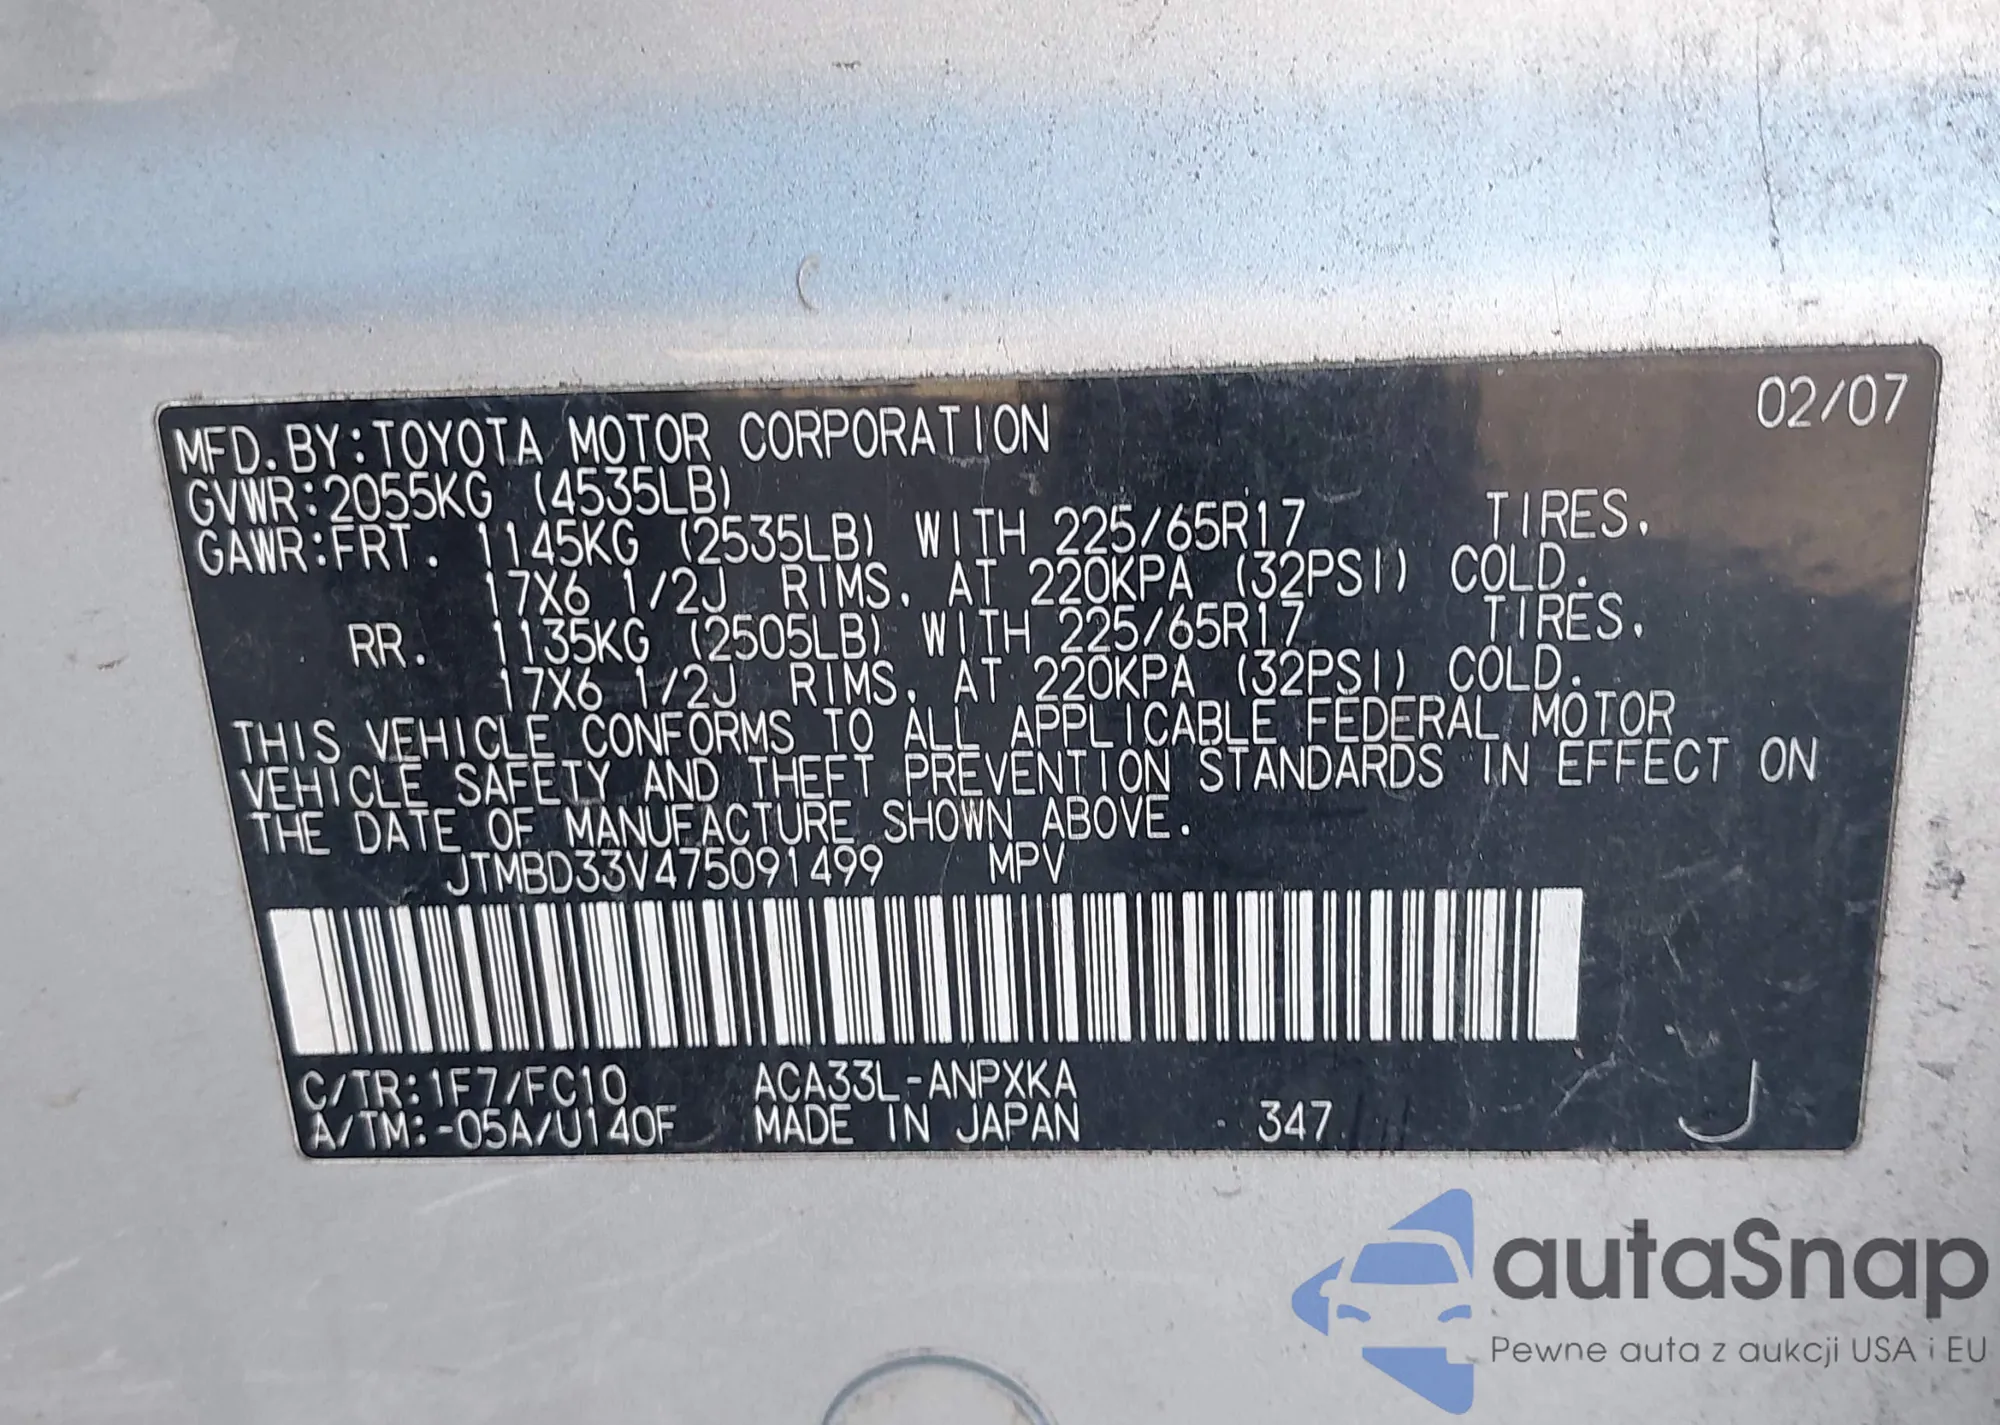 02/07
MFD.BY:TOYOTA MOTOR CORPORATION
GVWR:2055KG (4535LB)
GAWR:FRT. 1145KG (2535LB) WITH 225/65R17 TIRES,
17X6 1/2J RIMS, AT 220KPA (32PSI) COLD.
RR. 1135KG (2505LB) WITH 225/65R17 TIRES,
17X6 1/2J RIMS, AT 220KPA (32PSI) COLD.
THIS VEHICLE CONFORMS TO ALL APPLICABLE FEDERAL MOTOR
VEHICLE SAFETY AND THEFT PREVENTION STANDARDS IN EFFECT ON
THE DATE OF MANUFACTURE SHOWN ABOVE.
JTMBD33V475091499 MPV
C/TR:1F7/FC10 ACA33L-ANPXKA
A/TM:-05A/U140F MADE IN JAPAN 347 J
autaSnap
Pewne auta z aukcji USA i EU